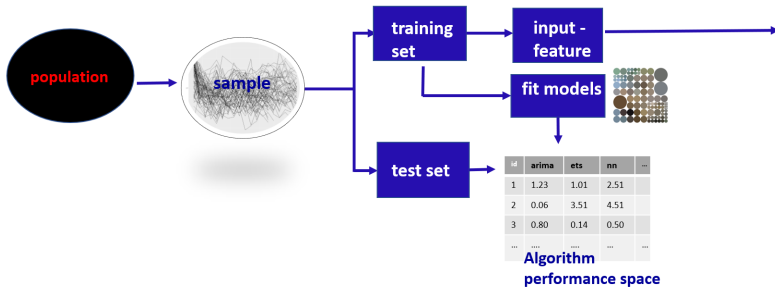 population
sample
training
set
input -
feature
fit models
test set
id arima ets nn ...
1 1.23 1.01 2.51
2 0.06 3.51 4.51
3 0.80 0.14 0.50
... .... ... ... ...
Algorithm
performance space